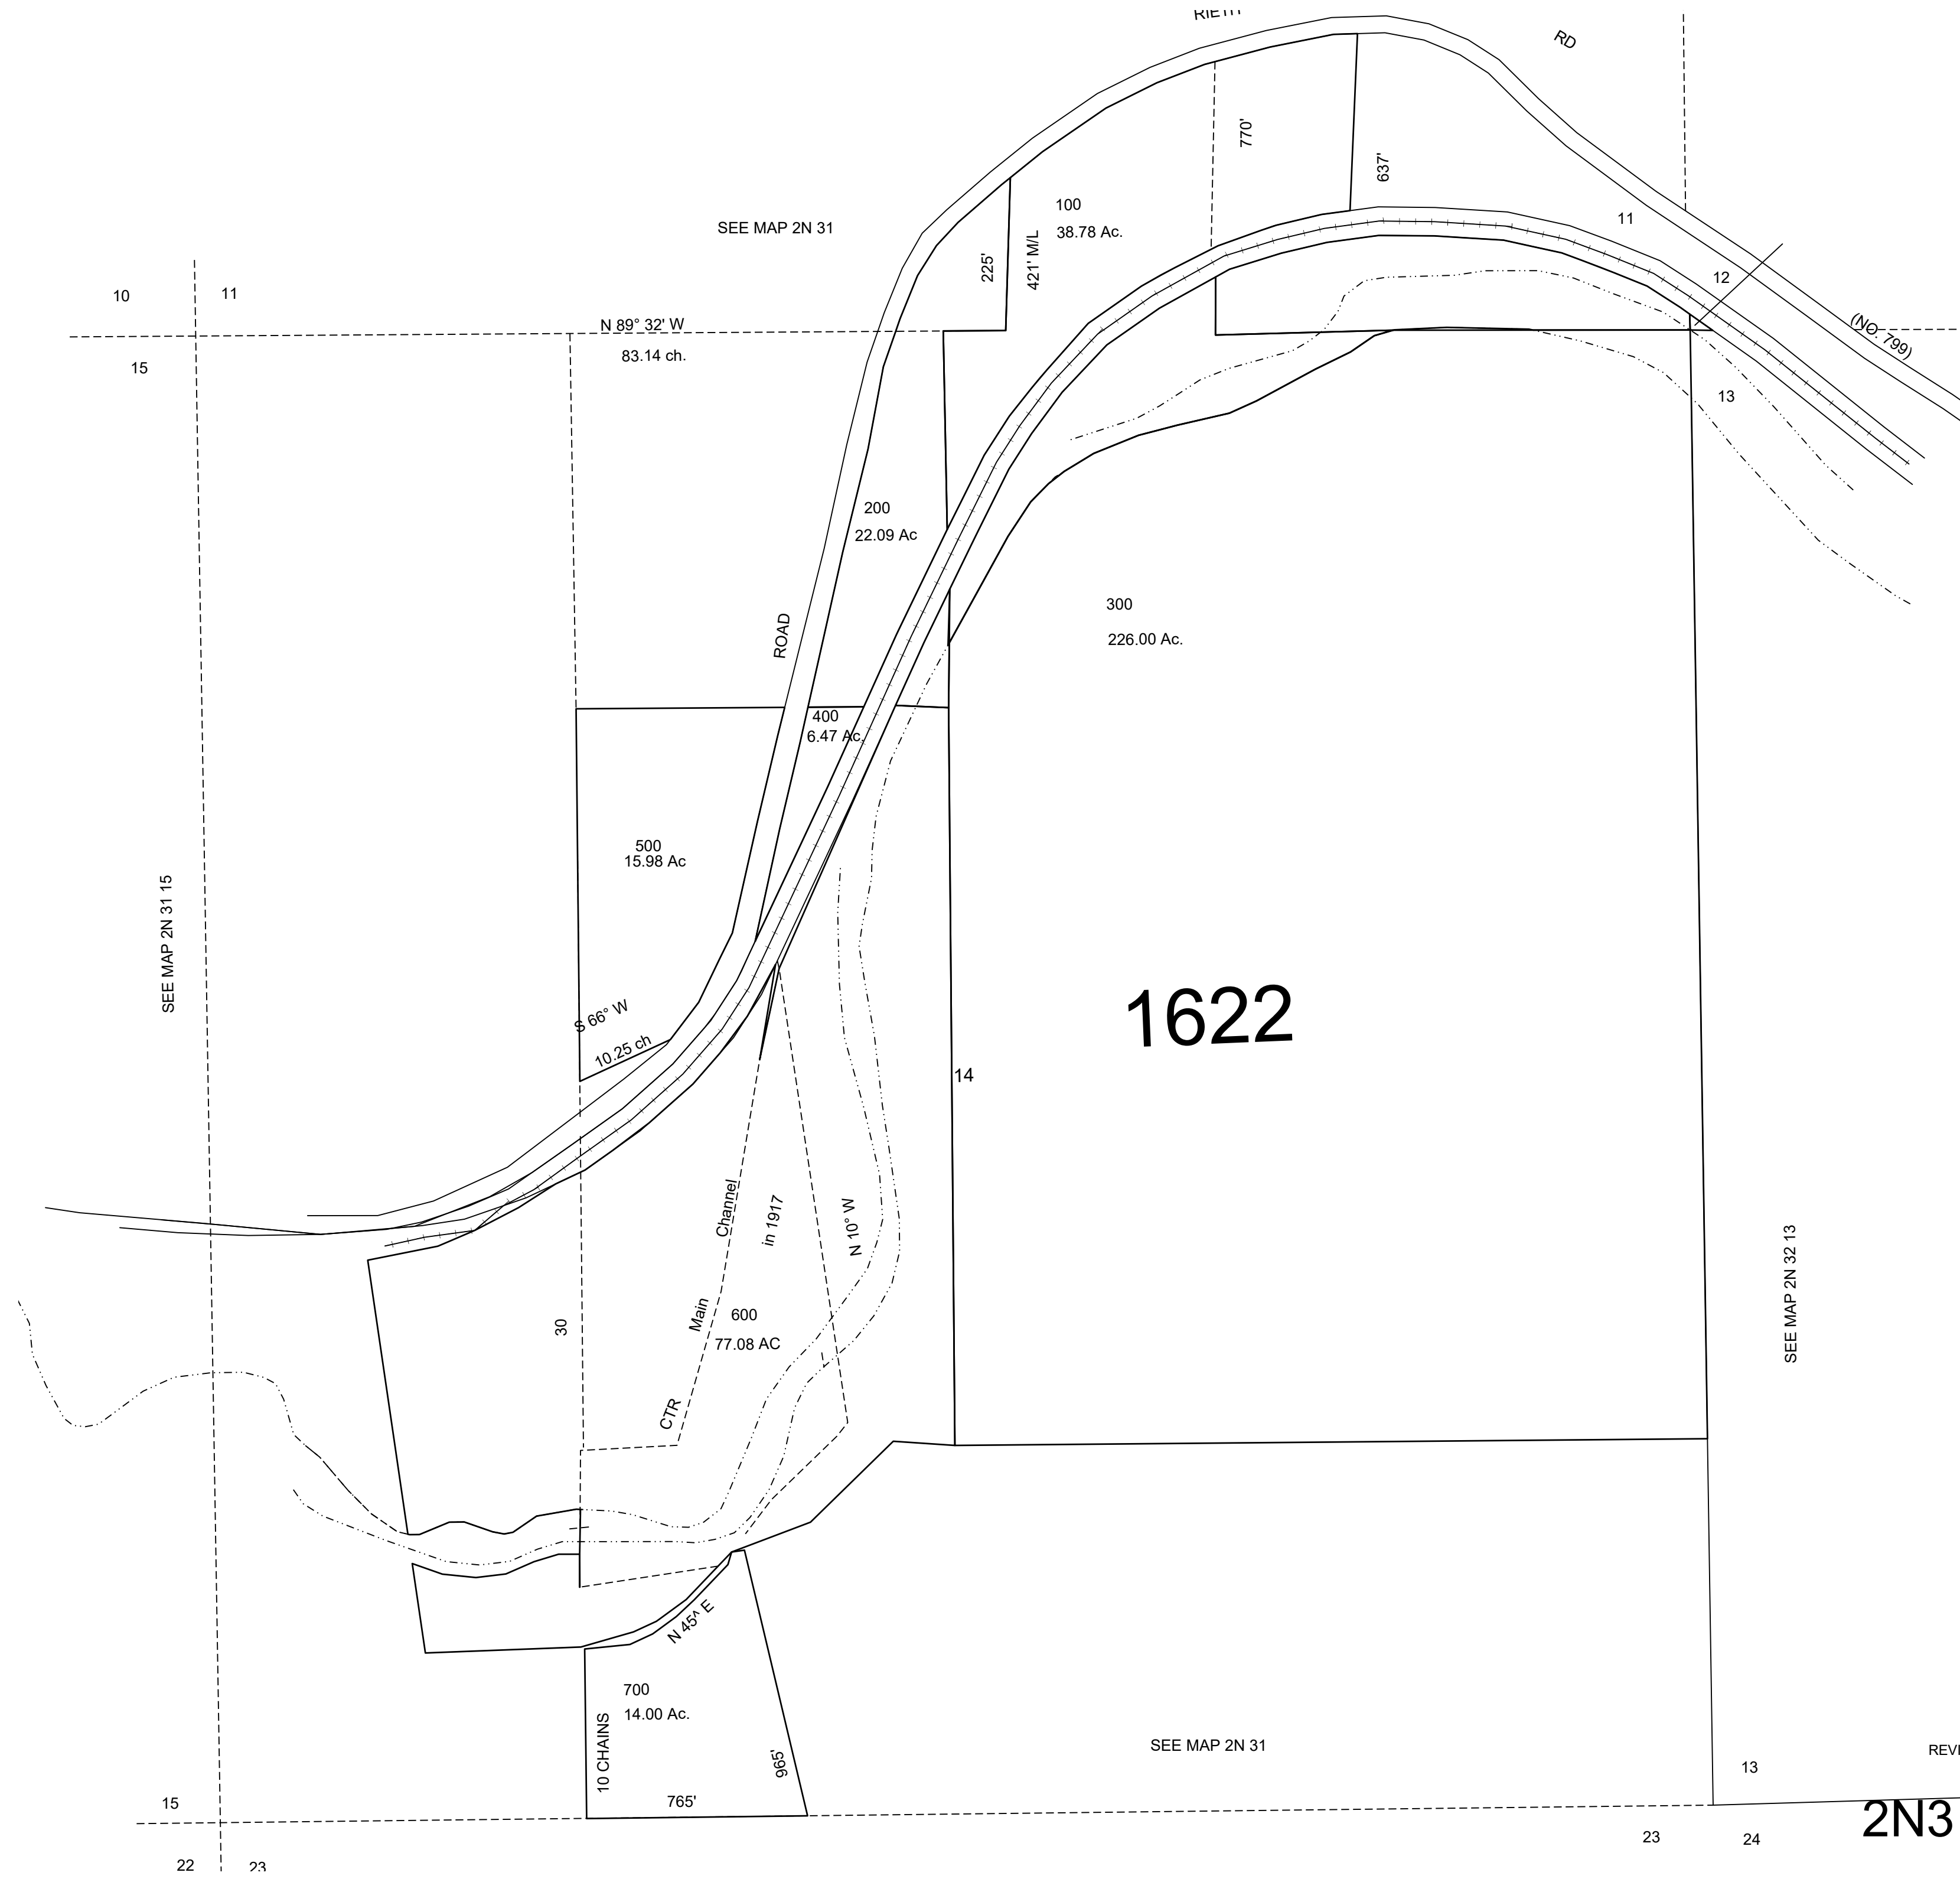 RIETH
RD
770'
637'
100
38.78 Ac.
11
SEE MAP 2N 31
225'
421' M/L
12
10
11
N 89° 32' W
83.14 ch.
(NO. 799)
15
13
200
22.09 Ac
300
226.00 Ac.
ROAD
400
6.47 Ac.
500
15.98 Ac
SEE MAP 2N 31 15
S 66° W
10.25 ch
1622
14
Channel
in 1917
N 10° W
Main
600
77.08 AC
30
CTR
SEE MAP 2N 32 13
N 45^ E
700
14.00 Ac.
10 CHAINS
965'
765'
SEE MAP 2N 31
13
REVI
15
2N3
22
23
23
24